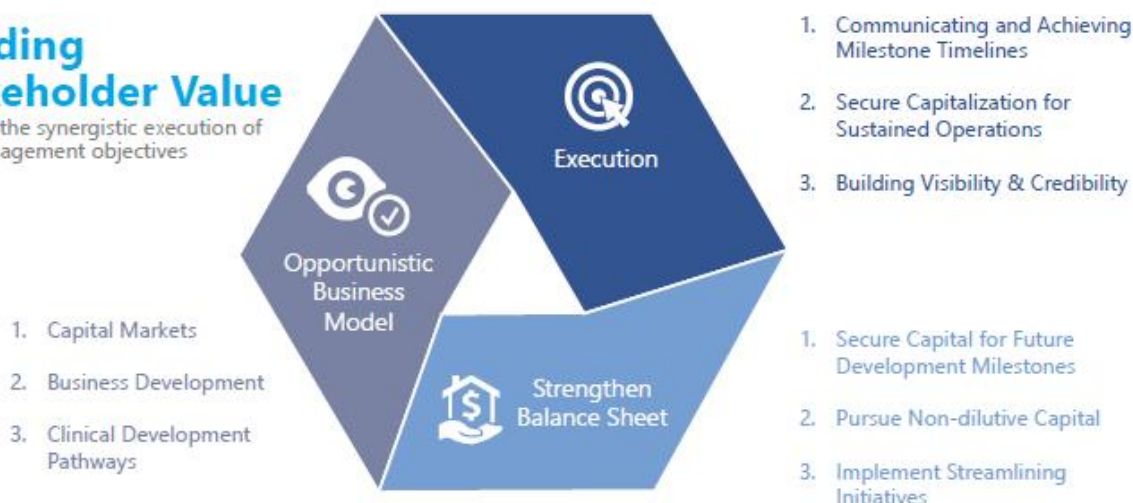 ding
eholder Value
the synergistic execution of
agement objectives
Execution
1. Communicating and Achieving
Milestone Timelines
2. Secure Capitalization for
Sustained Operations
3. Building Visibility & Credibility
Opportunistic
Business
Model
1. Capital Markets
2. Business Development
3. Clinical Development
Pathways
$
Strengthen
Balance Sheet
1. Secure Capital for Future
Development Milestones
2. Pursue Non-dilutive Capital
3. Implement Streamlining
Initiatives